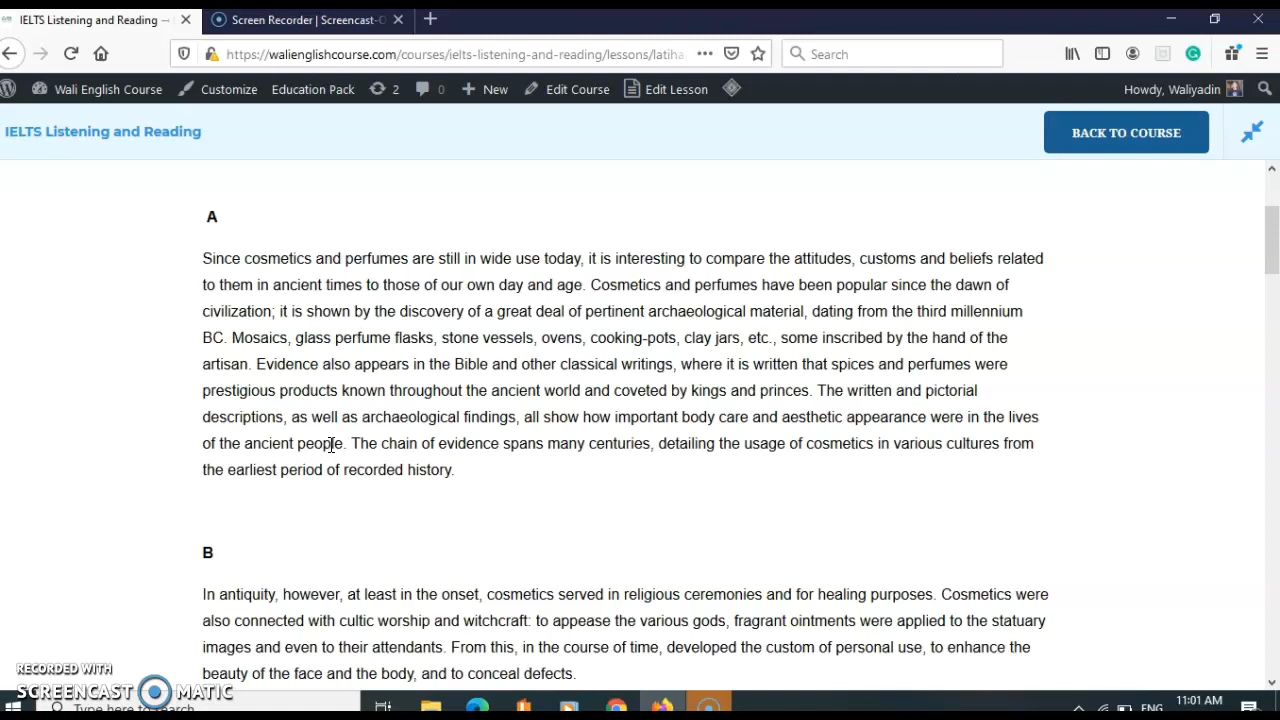 IELTS Listening and Reading —
Screen Recorder | Screencast-O
https://walienglishcourse.com/courses/ielts-listening-and-reading/lessons/latiha
Search
Wali English Course
Customize
Education Pack
2
0
New
Edit Course
Edit Lesson
Howdy, Waliyadin
IELTS Listening and Reading
BACK TO COURSE
A
Since cosmetics and perfumes are still in wide use today, it is interesting to compare the attitudes, customs and beliefs related
to them in ancient times to those of our own day and age. Cosmetics and perfumes have been popular since the dawn of
civilization; it is shown by the discovery of a great deal of pertinent archaeological material, dating from the third millennium
BC. Mosaics, glass perfume flasks, stone vessels, ovens, cooking-pots, clay jars, etc., some inscribed by the hand of the
artisan. Evidence also appears in the Bible and other classical writings, where it is written that spices and perfumes were
prestigious products known throughout the ancient world and coveted by kings and princes. The written and pictorial
descriptions, as well as archaeological findings, all show how important body care and aesthetic appearance were in the lives
of the ancient people. The chain of evidence spans many centuries, detailing the usage of cosmetics in various cultures from
the earliest period of recorded history.
B
In antiquity, however, at least in the onset, cosmetics served in religious ceremonies and for healing purposes. Cosmetics were
also connected with cultic worship and witchcraft: to appease the various gods, fragrant ointments were applied to the statuary
images and even to their attendants. From this, in the course of time, developed the custom of personal use, to enhance the
beauty of the face and the body, and to conceal defects.
RECORDED WITH
SCREENCAST MATIC
Type here to search
ENG
11:01 AM